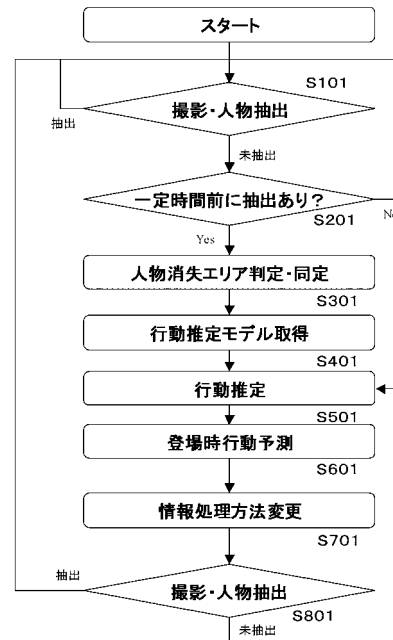 スタート
S101
撮影・人物抽出
抽出
未抽出
一定時間前に抽出あり?
S201
Yes
No
人物消失エリア判定・同定
S301
行動推定モデル取得
S401
行動推定
S501
登場時行動予測
S601
情報処理方法変更
S701
抽出
撮影・人物抽出
S801
未抽出